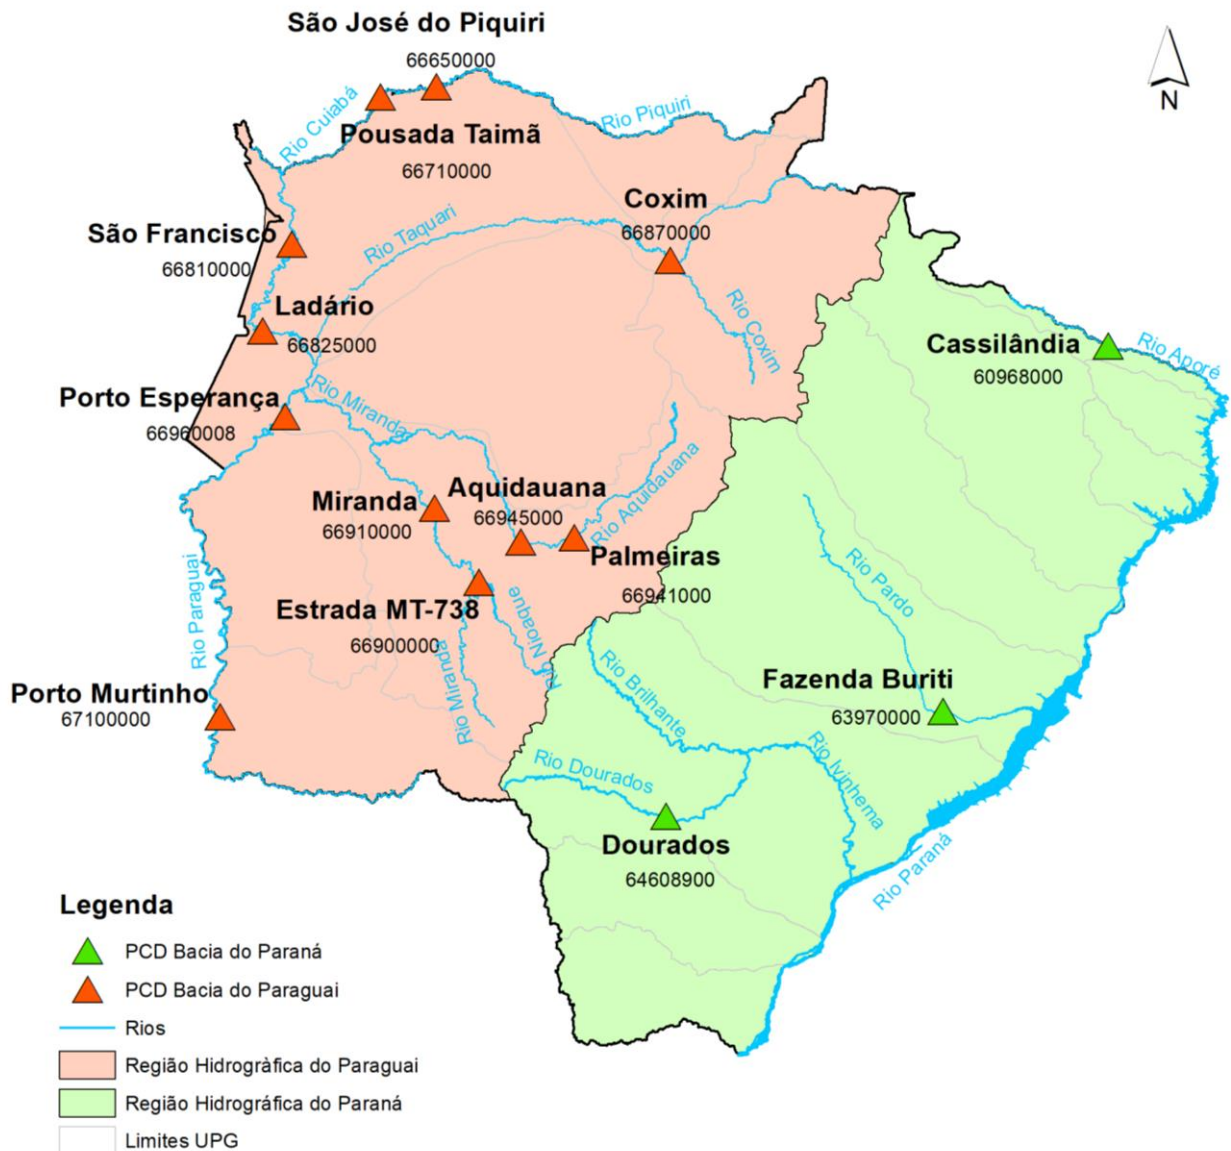 São José do Piquiri
66650000
N
Rio Cuiabá
Pousada Taimã
66710000
Rio Piquiri
Coxim
66870000
São Francisco
66810000
Rio Taquari
Ladário
66825000
Rio Coxim
Cassilândia
60968000
Rio Aporé
Porto Esperança
66960008
Rio Miranda
Miranda
66910000
Aquidauana
66945000
Rio Aquidauana
Palmeiras
66941000
Rio Paraguai
Estrada MT-738
66900000
Rio Nioaque
Rio Miranda
Rio Pardo
Porto Murtinho
67100000
Rio Brilhante
Fazenda Buriti
63970000
Rio Dourados
Rio Ivinhema
Dourados
64608900
Rio Paraná
Legenda
PCD Bacia do Paraná
PCD Bacia do Paraguai
Rios
Região Hidrogràfica do Paraguai
Região Hidrográfica do Paraná
Limites UPG